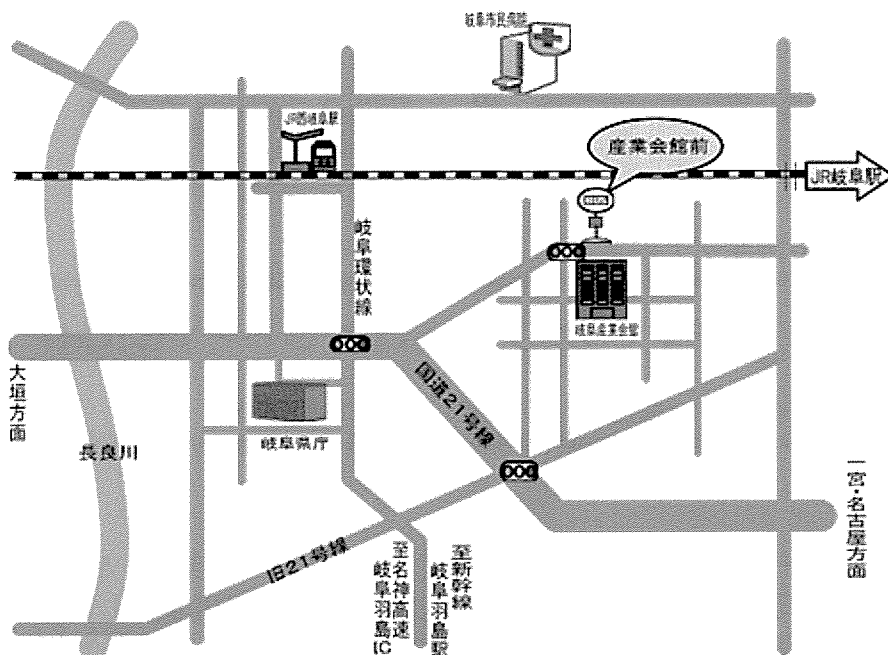 岐阜市民病院
JR西岐阜駅
産業会館前
JR岐阜駅
岐阜環状線
岐阜産業会館
大垣方面
国道21号線
長良川
岐阜県庁
一宮・名古屋方面
旧21号線
至新幹線
岐阜羽島駅
至名神高速
岐阜羽島IC